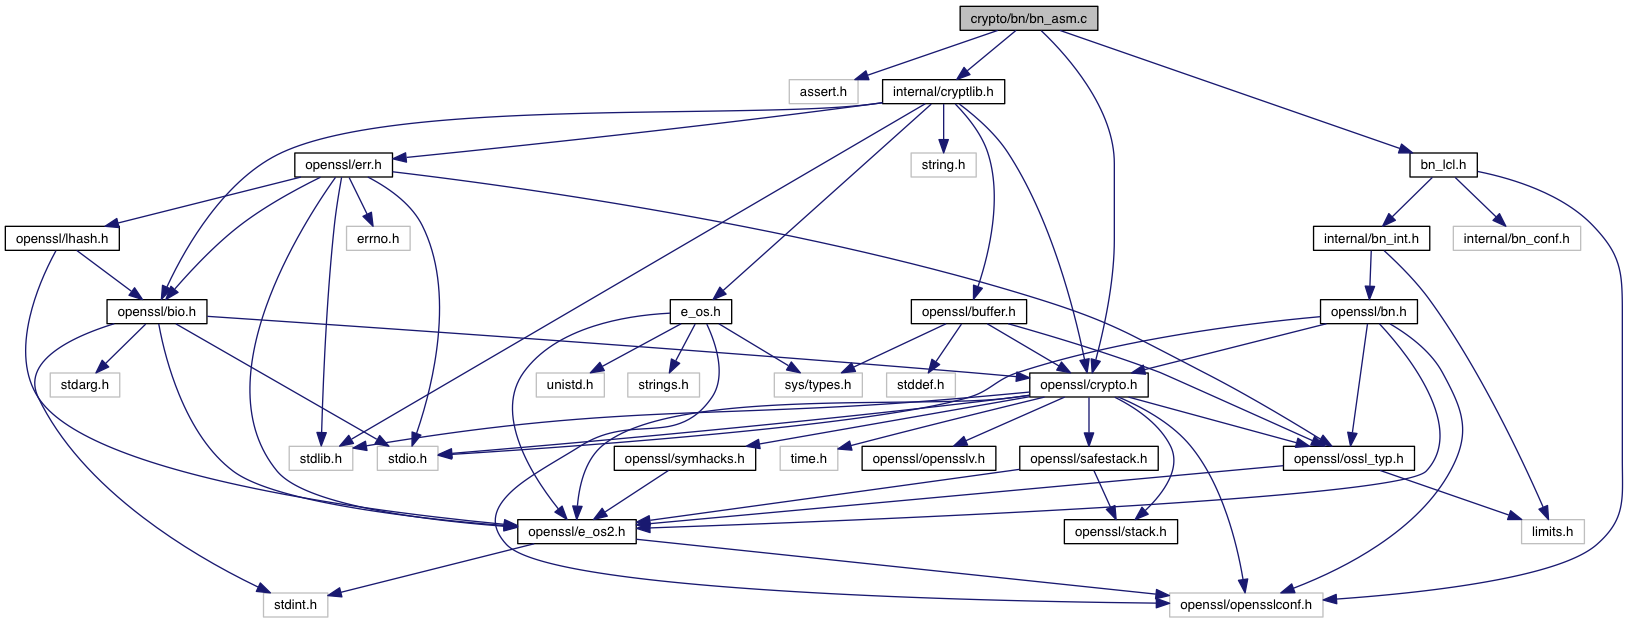 crypto/bn/bn_asm.c
assert.h
internal/cryptlib.h
openssl/err.h
string.h
bn_lcl.h
openssl/lhash.h
errno.h
internal/bn_int.h
internal/bn_conf.h
openssl/bio.h
e_os.h
openssl/buffer.h
openssl/bn.h
stdarg.h
unistd.h
strings.h
sys/types.h
stddef.h
openssl/crypto.h
stdlib.h
stdio.h
openssl/symhacks.h
time.h
openssl/opensslv.h
openssl/safestack.h
openssl/ossl_typ.h
openssl/e_os2.h
openssl/stack.h
limits.h
stdint.h
openssl/opensslconf.h